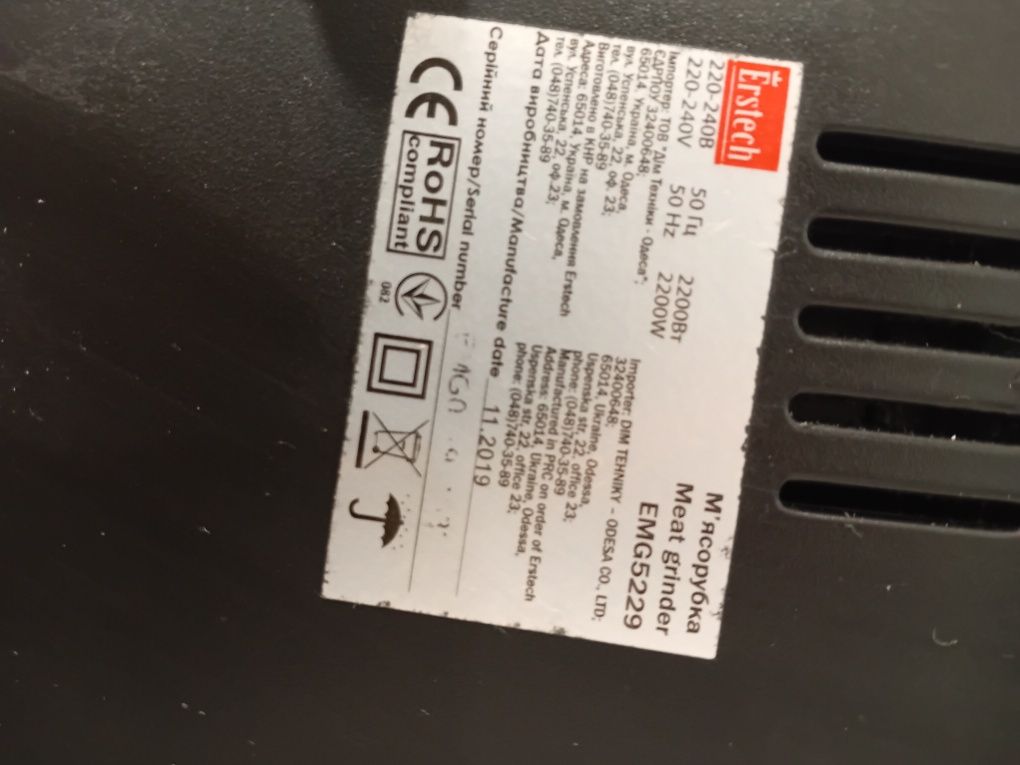 Erstech
М'ясорубка
Meat grinder
EMG5229
220-240В 50 Гц 2200Вт
220-240V 50 Hz 2200W
Імпортер: ТОВ "Дім Техніки - Одеса";
ЄДРПОУ 32400648;
65014, Україна, м. Одеса,
вул. Успенська, 22, оф. 23;
тел. (048)740-35-89
Виготовлено в КНР на замовлення Erstech
Адреса: 65014, Україна, м. Одеса,
вул. Успенська, 22, оф.23;
тел. (048)740-35-89
Importer: DIM TEHNIKY – ODESA CO., LTD;
32400648;
65014, Ukraine, Odessa,
Uspenska str, 22, office 23;
phone: (048)740-35-89
Manufactured in PRC on order of Erstech
Address: 65014, Ukraine, Odessa,
Uspenska str, 22, office 23;
phone: (048)740-35-89
Дата виробництва/Manufacture date 11.2019
Серійний номер/Serial number
CE
RoHS
compliant
082